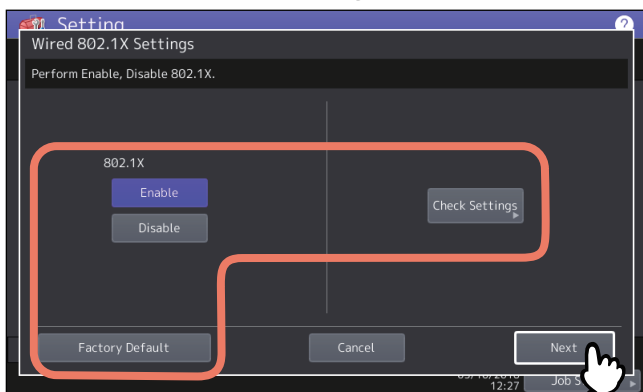 Setting
?
Wired 802.1X Settings
Perform Enable, Disable 802.1X.
802.1X
Enable
Check Settings
Disable
Factory Default
Cancel
Next
12:27
Job S